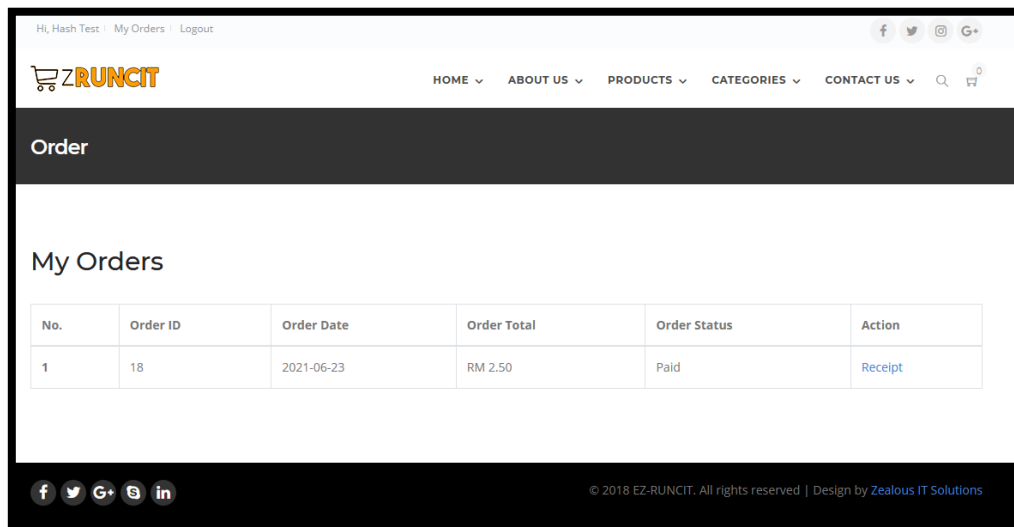 Hi, Hash Test My Orders Logout
ZRUNCIT HOME ABOUT US PRODUCTS CATEGORIES CONTACT US 0
Order
My Orders
No. Order ID Order Date Order Total Order Status Action
1 18 2021-06-23 RM 2.50 Paid Receipt
© 2018 EZ-RUNCIT. All rights reserved | Design by Zealous IT Solutions